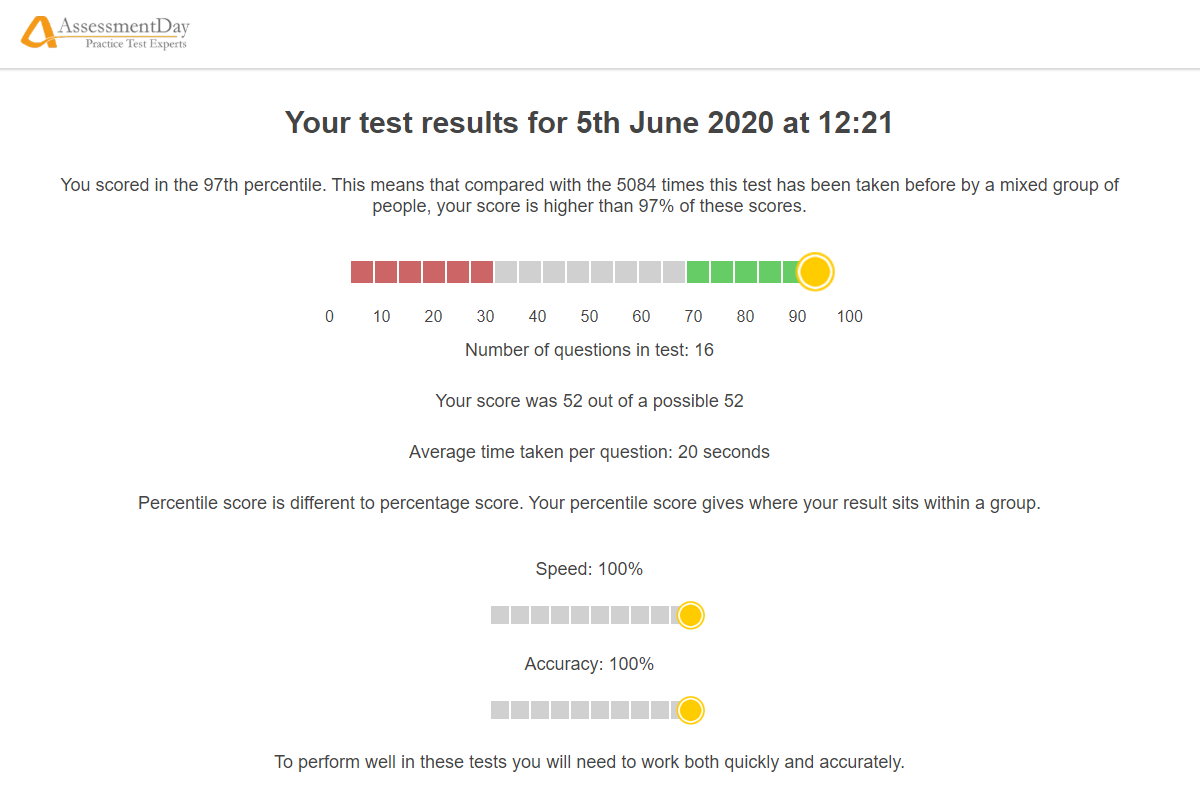 AssessmentDay
Practice Test Experts
Your test results for 5th June 2020 at 12:21
You scored in the 97th percentile. This means that compared with the 5084 times this test has been taken before by a mixed group of
people, your score is higher than 97% of these scores.
0 10 20 30 40 50 60 70 80 90 100
Number of questions in test: 16
Your score was 52 out of a possible 52
Average time taken per question: 20 seconds
Percentile score is different to percentage score. Your percentile score gives where your result sits within a group.
Speed: 100%
Accuracy: 100%
To perform well in these tests you will need to work both quickly and accurately.